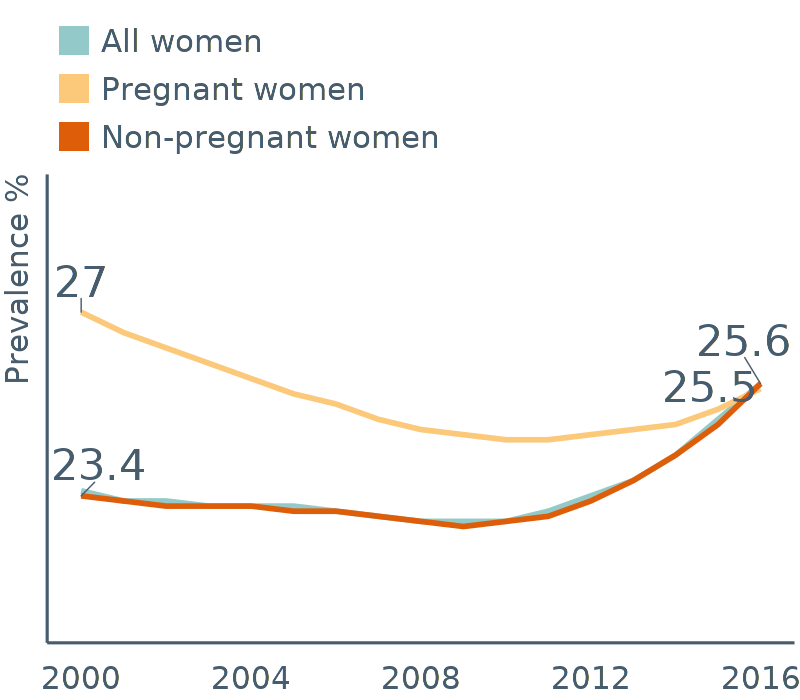 All women
Pregnant women
Non-pregnant women
Prevalence %
27
25.6
25.5
23.4
2000 2004 2008 2012 2016